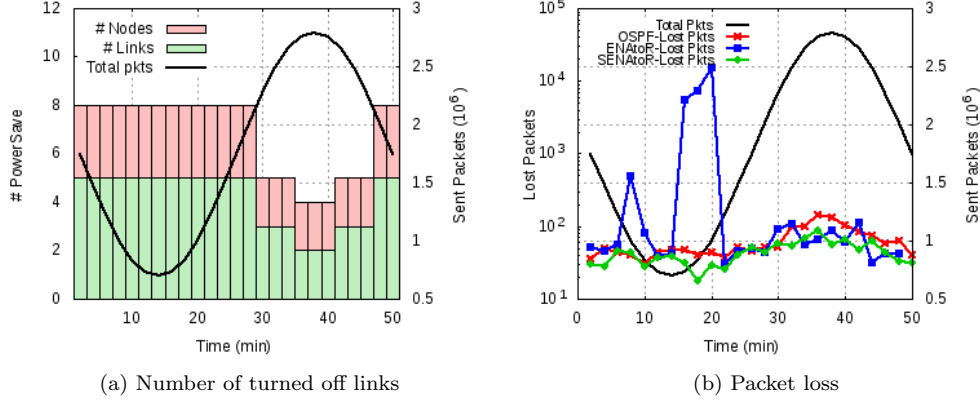 12
10
8
6
4
2
0
# PowerSave
# Nodes
# Links
Total pkts
3
2.5
2
1.5
1
0.5
Sent Packets (10^6)
10 20 30 40 50
Time (min)
(a) Number of turned off links
10^5
10^4
10^3
10^2
10^1
Lost Packets
Total Pkts
OSPF-Lost Pkts
ENAtoR-Lost Pkts
SENAtoR-Lost Pkts
3
2.5
2
1.5
1
0.5
Sent Packets (10^6)
0 10 20 30 40 50
Time (min)
(b) Packet loss